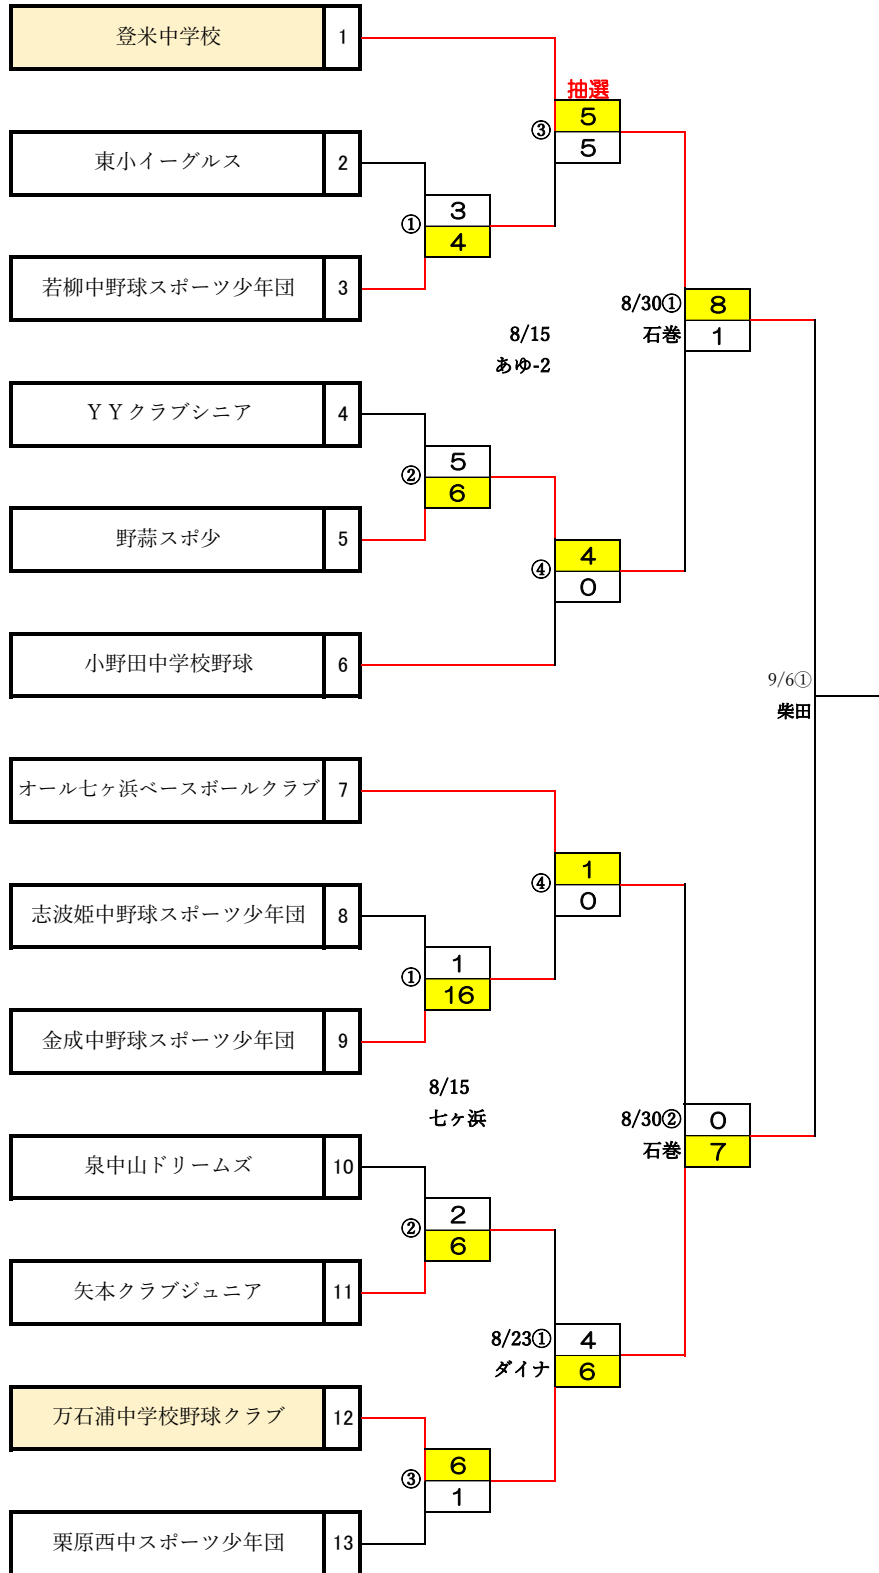 登米中学校 1
抽選
5
③
5
東小イーグルス 2
3
①
4
若柳中野球スポーツ少年団 3
8/30① 8
石巻 1
8/15
あゆ-2
ＹＹクラブシニア 4
5
②
6
野蒜スポ少 5
4
④
0
小野田中学校野球 6
9/6①
柴田
オール七ヶ浜ベースボールクラブ 7
1
④
0
志波姫中野球スポーツ少年団 8
1
①
16
金成中野球スポーツ少年団 9
8/15
七ヶ浜
8/30② 0
石巻 7
泉中山ドリームズ 10
2
②
6
矢本クラブジュニア 11
8/23① 4
ダイナ 6
万石浦中学校野球クラブ 12
6
③
1
栗原西中スポーツ少年団 13